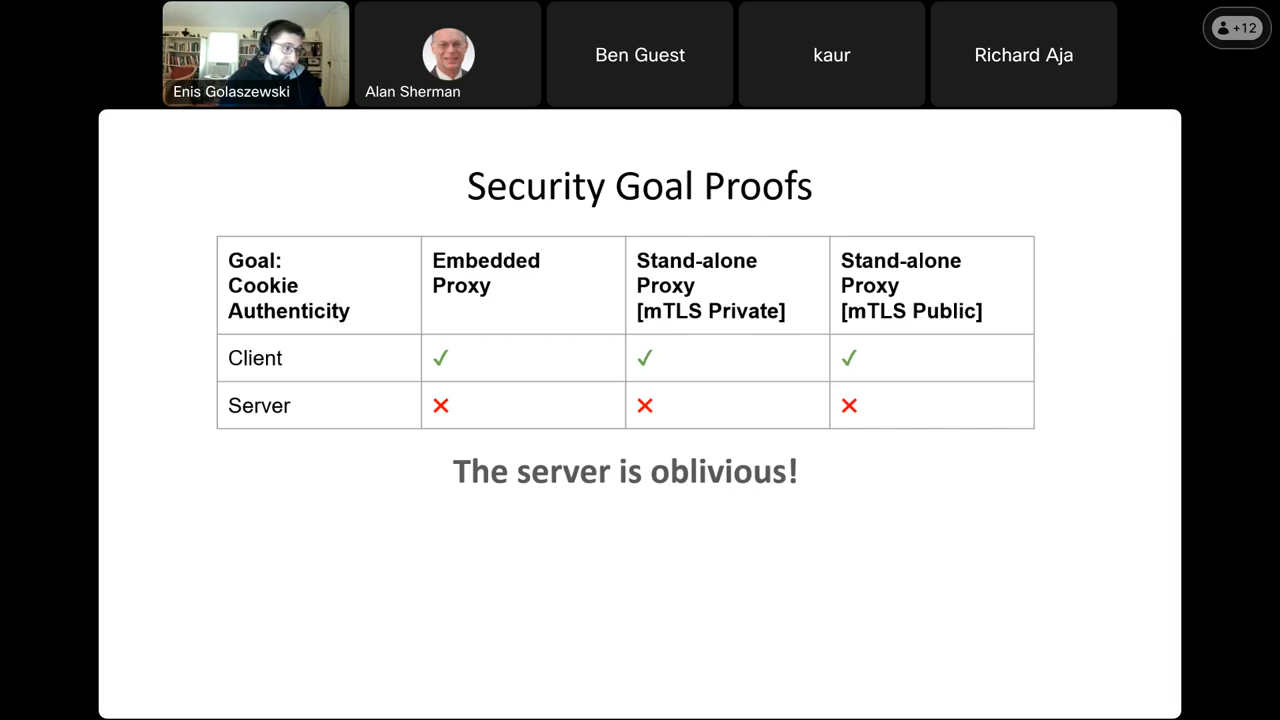 +12
Enis Golaszewski
Alan Sherman
Ben Guest
kaur
Richard Aja
Security Goal Proofs
Goal:
Cookie
Authenticity
Embedded
Proxy
Stand-alone
Proxy
[mTLS Private]
Stand-alone
Proxy
[mTLS Public]
Client ✓ ✓ ✓
Server ✕ ✕ ✕
The server is oblivious!